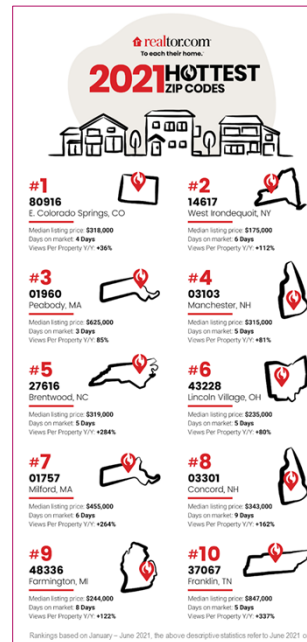 realtor.com
To each their home.
2021 HOTTEST
ZIP CODES
#1
80916
E. Colorado Springs, CO
Median listing price: $318,000
Days on market: 4 Days
Views Per Property Y/Y: +36%
#2
14617
West Irondequoit, NY
Median listing price: $175,000
Days on market: 6 Days
Views Per Property Y/Y: +112%
#3
01960
Peabody, MA
Median listing price: $625,000
Days on market: 3 Days
Views Per Property Y/Y: 85%
#4
03103
Manchester, NH
Median listing price: $315,000
Days on market: 5 Days
Views Per Property Y/Y: +81%
#5
27616
Brentwood, NC
Median listing price: $319,000
Days on market: 5 Days
Views Per Property Y/Y: +284%
#6
43228
Lincoln Village, OH
Median listing price: $235,000
Days on market: 5 Days
Views Per Property Y/Y: +80%
#7
01757
Milford, MA
Median listing price: $455,000
Days on market: 6 Days
Views Per Property Y/Y: +264%
#8
03301
Concord, NH
Median listing price: $343,000
Days on market: 9 Days
Views Per Property Y/Y: +162%
#9
48336
Farmington, MI
Median listing price: $244,000
Days on market: 8 Days
Views Per Property Y/Y: +122%
#10
37067
Franklin, TN
Median listing price: $847,000
Days on market: 5 Days
Views Per Property Y/Y: +337%
Rankings based on January – June 2021, the above descriptive statistics refer to June 2021